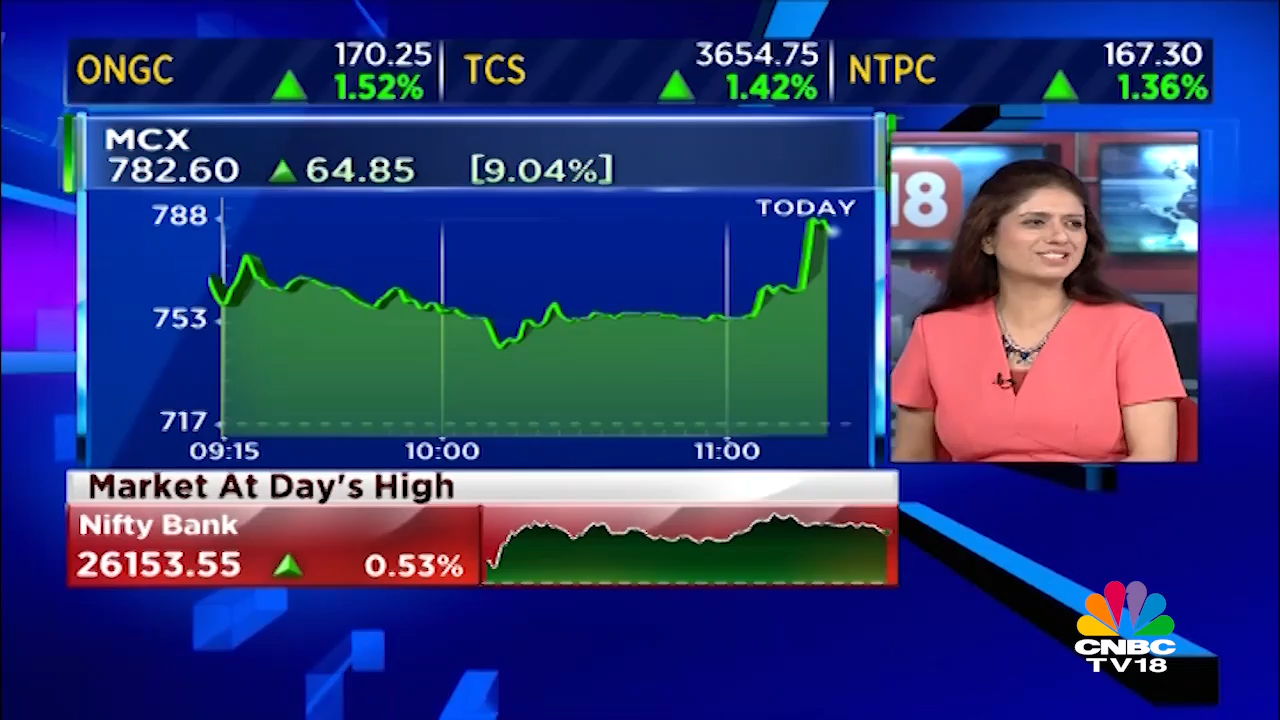 ONGC 170.25 1.52% TCS 3654.75 1.42% NTPC 167.30 1.36%
MCX
782.60 64.85 [9.04%]
TODAY
788
753
717
09:15 10:00 11:00
18
Market At Day's High
Nifty Bank
26153.55 0.53%
CNBC
TV18